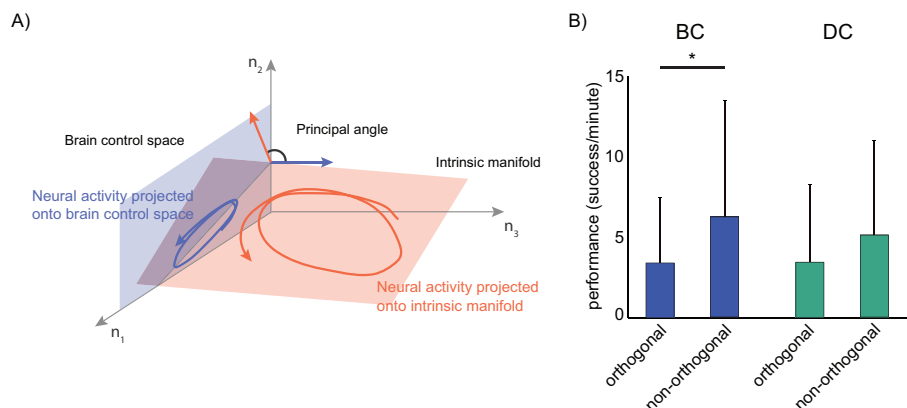 A)
n2
Brain control space
Principal angle
Intrinsic manifold
Neural activity projected
onto brain control space
n3
Neural activity projected
onto intrinsic manifold
n1
B)
BC
DC
*
performance (success/minute)
15
10
5
0
orthogonal
non-orthogonal
orthogonal
non-orthogonal